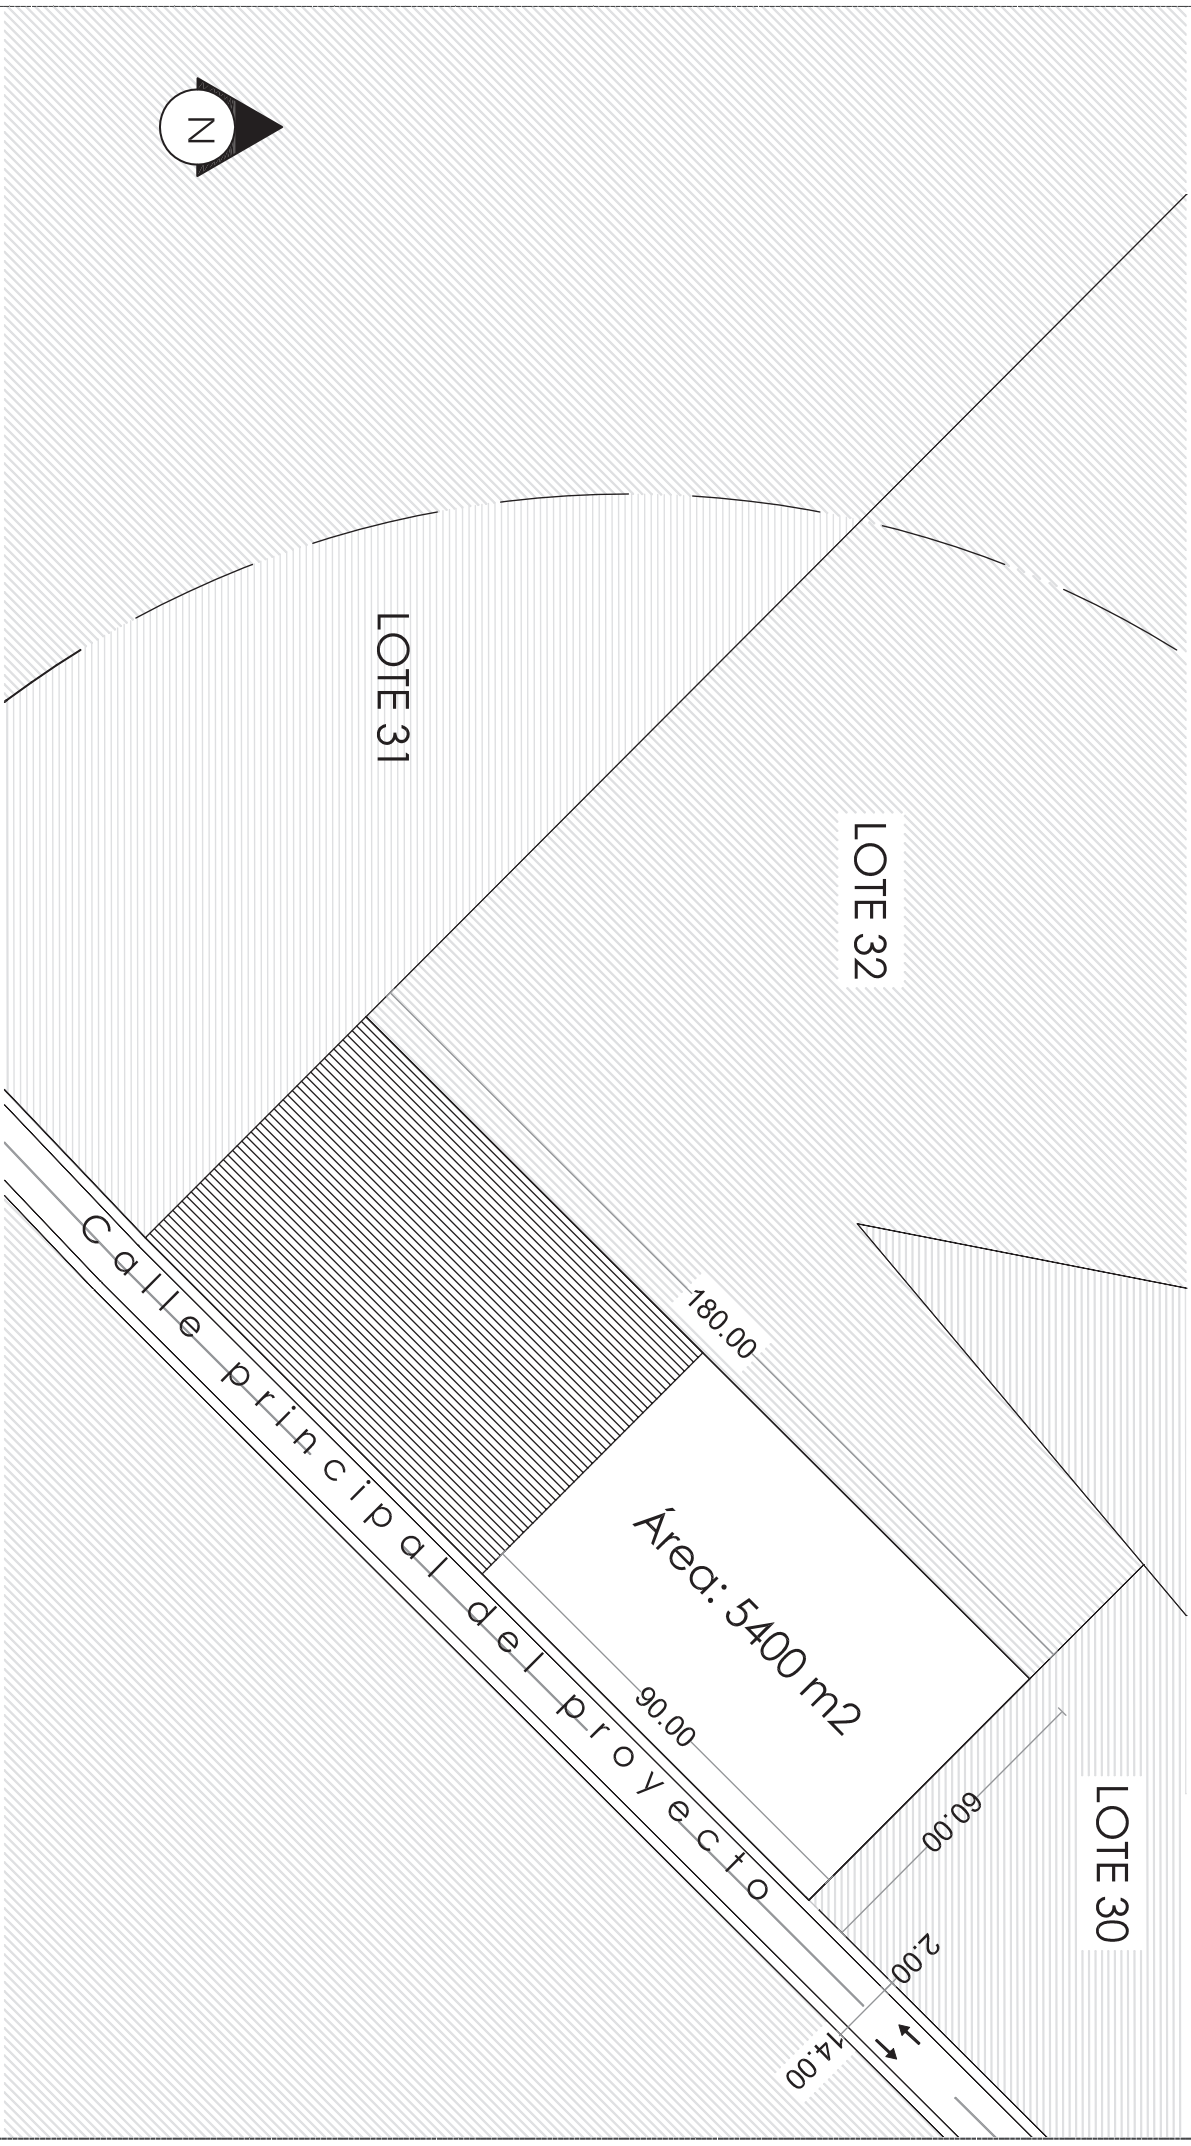 N
LOTE 31
LOTE 32
180.00
Área: 5400 m2
90.00
60.00
LOTE 30
2.00
14.00
Calle principal del proyecto